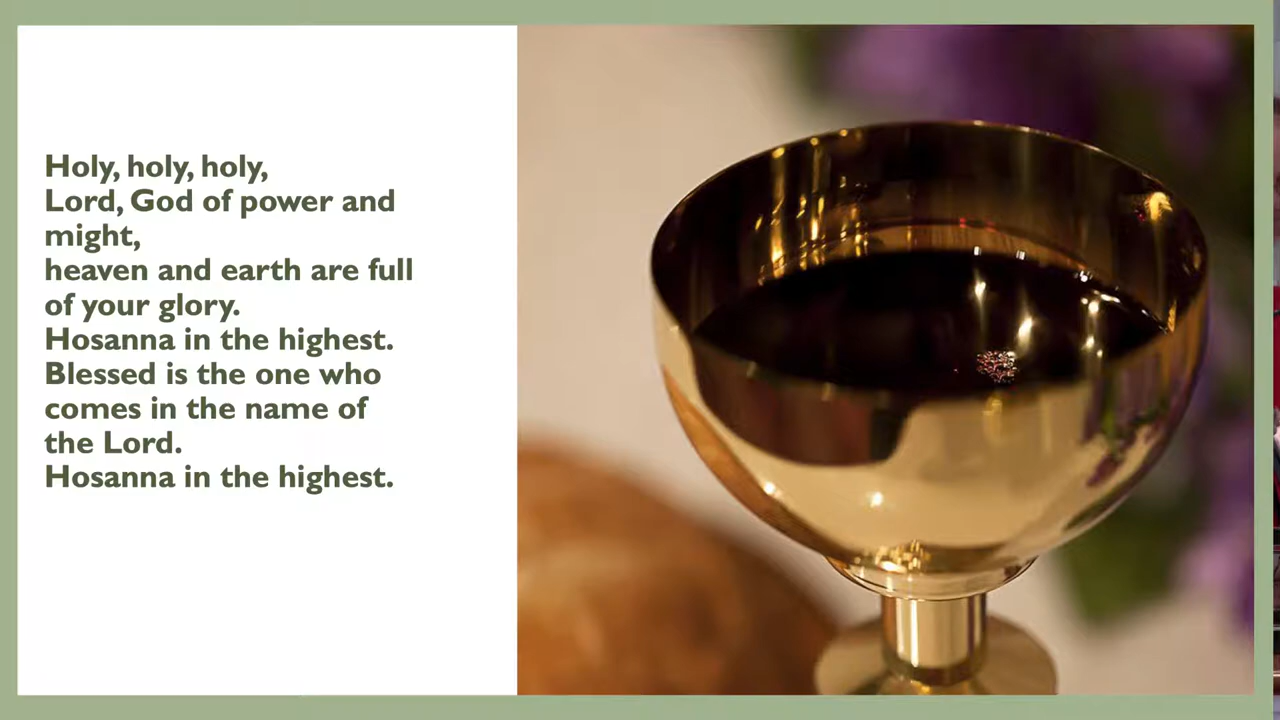 Holy, holy, holy,
Lord, God of power and
might,
heaven and earth are full
of your glory.
Hosanna in the highest.
Blessed is the one who
comes in the name of
the Lord.
Hosanna in the highest.